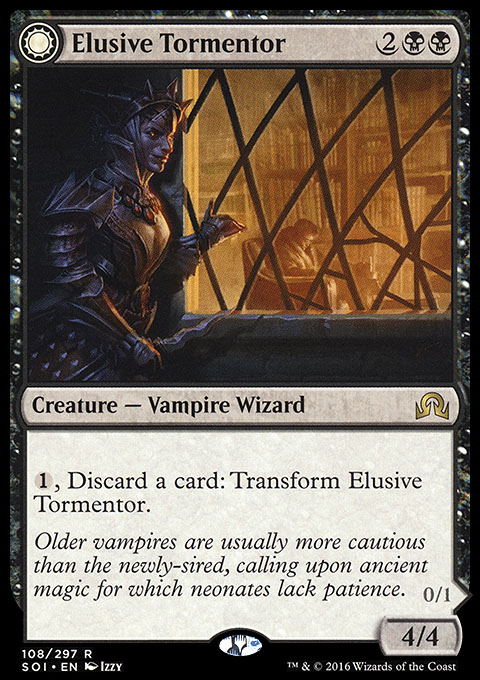 Elusive Tormentor 2
Creature — Vampire Wizard
1, Discard a card: Transform Elusive
Tormentor.
Older vampires are usually more cautious
than the newly-sired, calling upon ancient
magic for which neonates lack patience.
0/1
4/4
108/297 R
SOI • EN Izzy
™ & © 2016 Wizards of the Coast